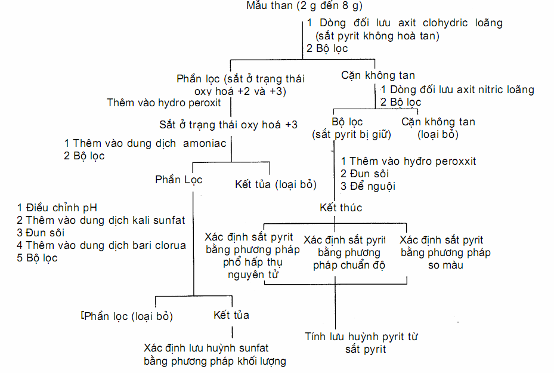 Mẫu than (2 g đến 8 g)
1 Dòng đối lưu axit clohydric loãng
(sắt pyrit không hoà tan)
2 Bộ lọc
Phần lọc (sắt ở trạng thái
oxy hoá +2 và +3)
Cặn không tan
1 Dòng đối lưu axit nitric loãng
2 Bộ lọc
Thêm vào hydro peroxit
Sắt ở trạng thái oxy hoá +3
Bộ lọc
(sắt pyrit bị giữ)
Cặn không tan
(loại bỏ)
1 Thêm vào dung dịch amoniac
2 Bộ lọc
1 Thêm vào hydro peroxxit
2 Đun sôi
3 Để nguội
Phần Lọc
Kết tủa (loại bỏ)
Kết thúc
1 Điều chỉnh pH
2 Thêm vào dung dịch kali sunfat
3 Đun sôi
4 Thêm vào dung dịch bari clorua
5 Bộ lọc
Xác định sắt pyrit
bằng phương pháp
phổ hấp thụ
nguyên tử
Xác định sắt pyrit
bằng phương
pháp chuẩn độ
Xác định sắt pyrit
bằng phương pháp
so màu
[Phần lọc (loại bỏ)
Kết tủa
Xác định lưu huỳnh sunfat
bằng phương pháp khối lượng
Tính lưu huỳnh pyrit từ
sắt pyrit